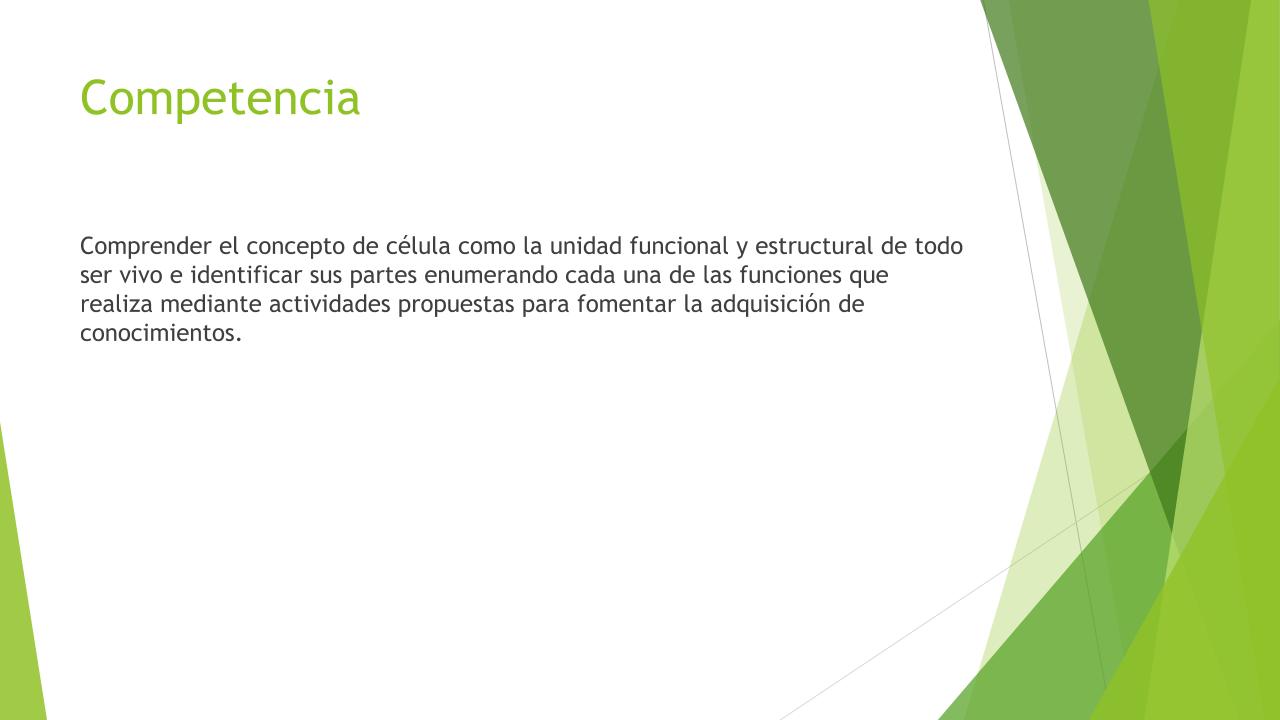 Competencia
Comprender el concepto de célula como la unidad funcional y estructural de todo
ser vivo e identificar sus partes enumerando cada una de las funciones que
realiza mediante actividades propuestas para fomentar la adquisición de
conocimientos.